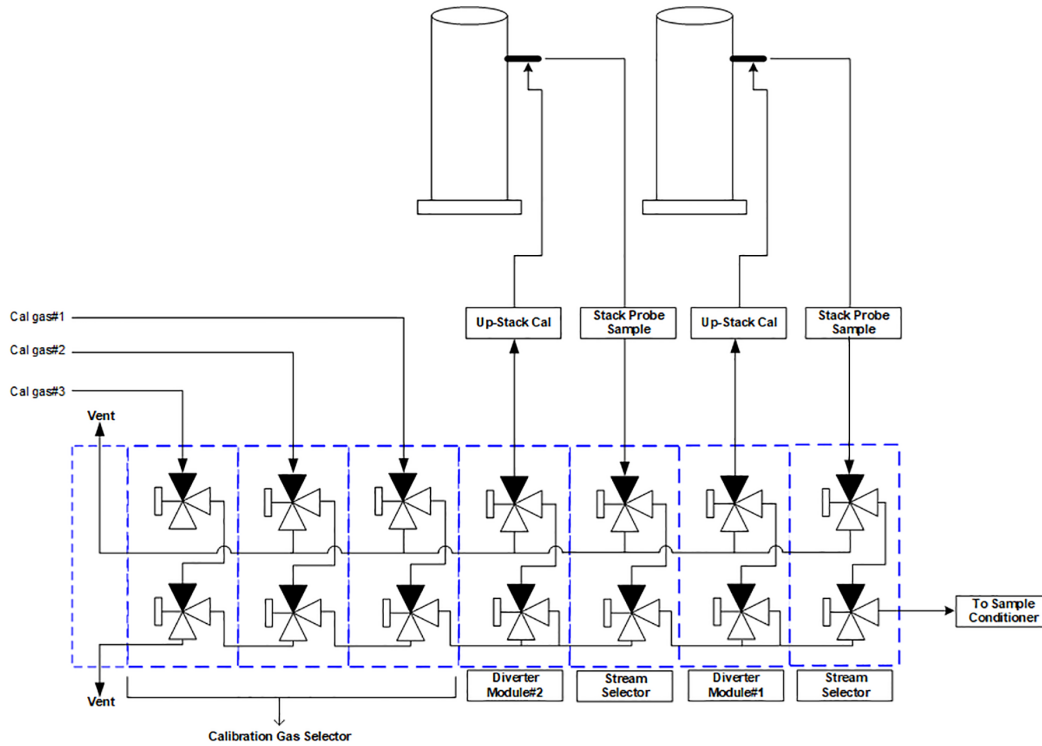 Cal gas#1
Cal gas#2
Cal gas#3
Vent
Up-Stack Cal
Stack Probe
Sample
Up-Stack Cal
Stack Probe
Sample
To Sample
Conditioner
Vent
Diverter
Module#2
Stream
Selector
Diverter
Module#1
Stream
Selector
Calibration Gas Selector